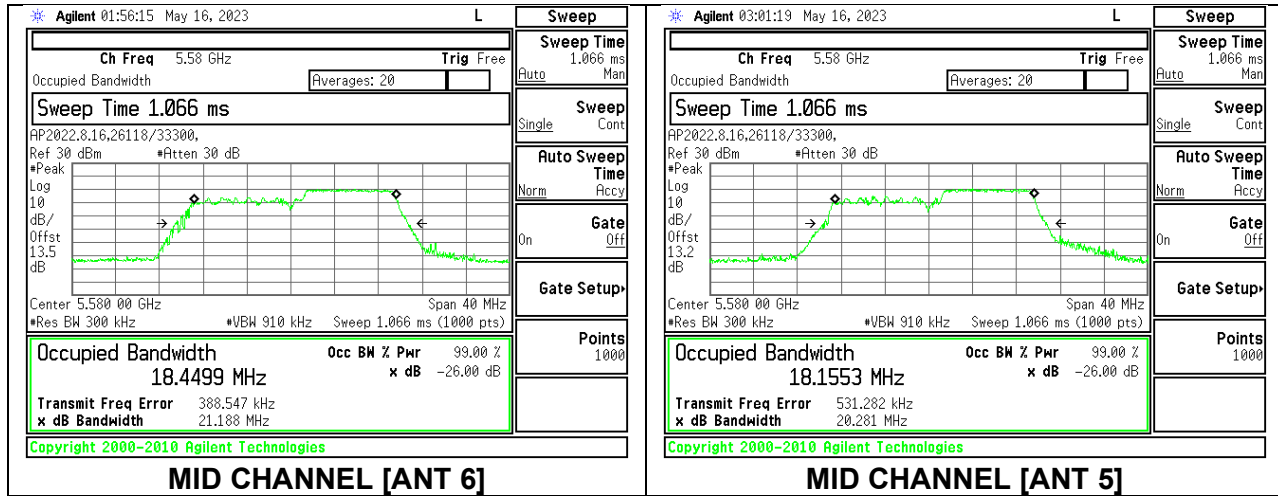 Agilent 01:56:15 May 16, 2023 L
Sweep
Ch Freq 5.58 GHz Trig Free
Occupied Bandwidth Averages: 20
Sweep Time 1.066 ms
AP2022.8.16,26118/33300,
Ref 30 dBm #Atten 30 dB
#Peak
Log
10
dB/
Offst
13.5
dB
Center 5.580 00 GHz Span 40 MHz
#Res BW 300 kHz #VBW 910 kHz Sweep 1.066 ms (1000 pts)
Occupied Bandwidth Occ BW % Pwr 99.00 %
18.4499 MHz x dB -26.00 dB
Transmit Freq Error 388.547 kHz
x dB Bandwidth 21.188 MHz
Copyright 2000-2010 Agilent Technologies
Sweep Time
1.066 ms
Auto Man
Sweep
Single Cont
Auto Sweep
Time
Norm Accy
Gate
On Off
Gate Setup
Points
1000
MID CHANNEL [ANT 6]
Agilent 03:01:19 May 16, 2023 L
Sweep
Ch Freq 5.58 GHz Trig Free
Occupied Bandwidth Averages: 20
Sweep Time 1.066 ms
AP2022.8.16,26118/33300,
Ref 30 dBm #Atten 30 dB
#Peak
Log
10
dB/
Offst
13.2
dB
Center 5.580 00 GHz Span 40 MHz
#Res BW 300 kHz #VBW 910 kHz Sweep 1.066 ms (1000 pts)
Occupied Bandwidth Occ BW % Pwr 99.00 %
18.1553 MHz x dB -26.00 dB
Transmit Freq Error 531.282 kHz
x dB Bandwidth 20.281 MHz
Copyright 2000-2010 Agilent Technologies
Sweep Time
1.066 ms
Auto Man
Sweep
Single Cont
Auto Sweep
Time
Norm Accy
Gate
On Off
Gate Setup
Points
1000
MID CHANNEL [ANT 5]